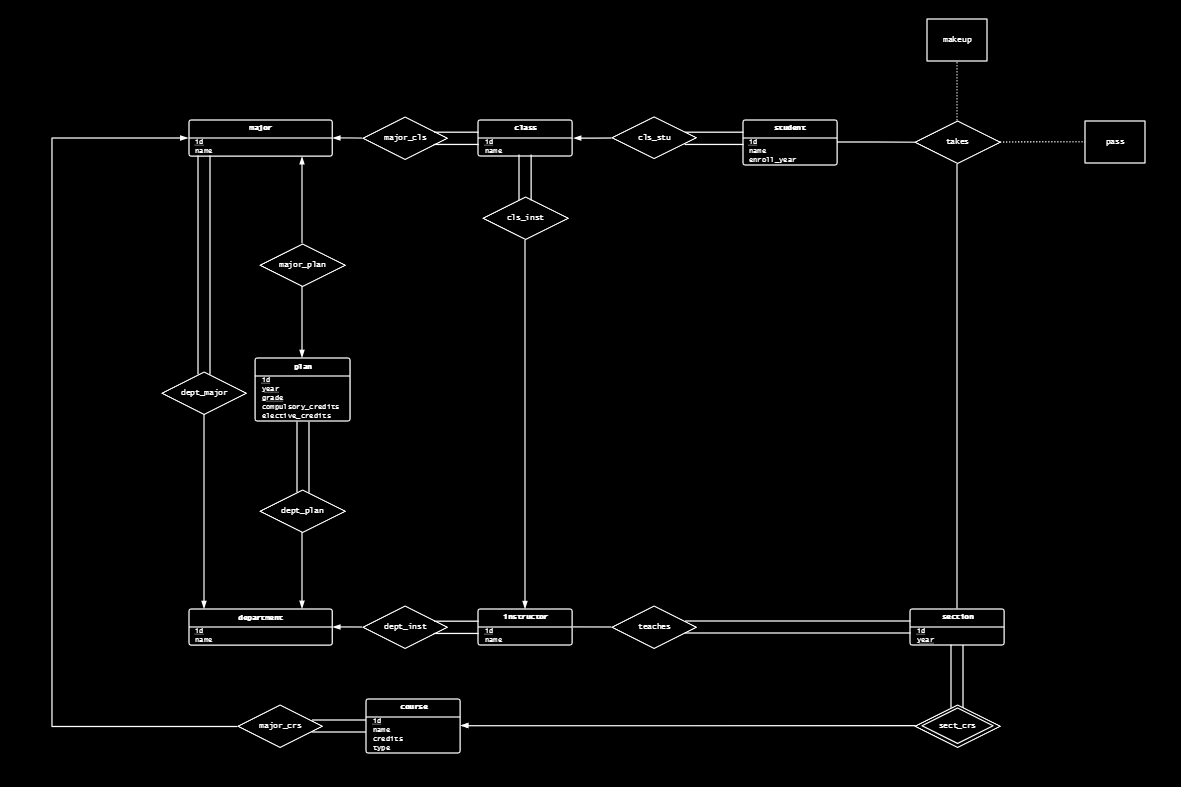 makeup
major
id
name
major_cls
class
id
name
cls_stu
student
id
name
enroll_year
takes
pass
cls_inst
major_plan
plan
id
year
grade
compulsory_credits
elective_credits
dept_major
dept_plan
department
id
name
dept_inst
instructor
id
name
teaches
section
id
year
major_crs
course
id
name
credits
type
sect_crs